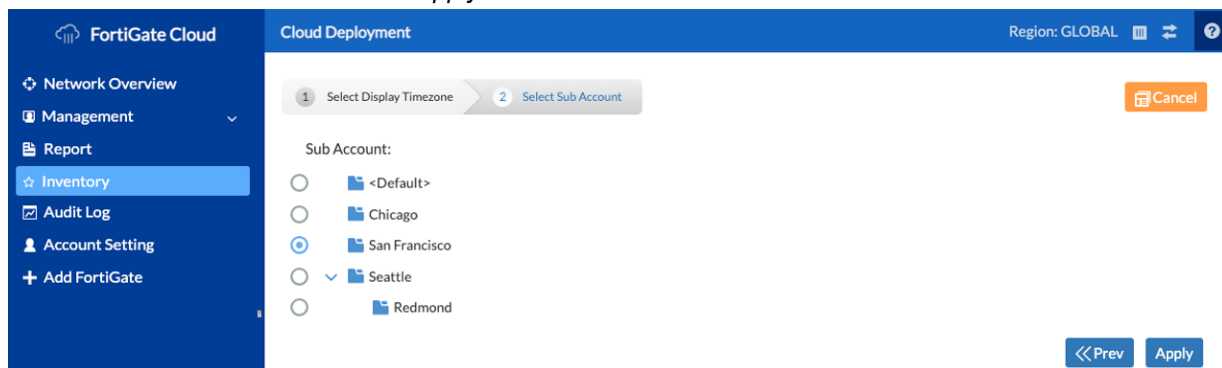 FortiGate Cloud
Cloud Deployment
Region: GLOBAL
Network Overview
Management
Report
Inventory
Audit Log
Account Setting
Add FortiGate
1 Select Display Timezone
2 Select Sub Account
Cancel
Sub Account:
<Default>
Chicago
San Francisco
Seattle
Redmond
Prev
Apply